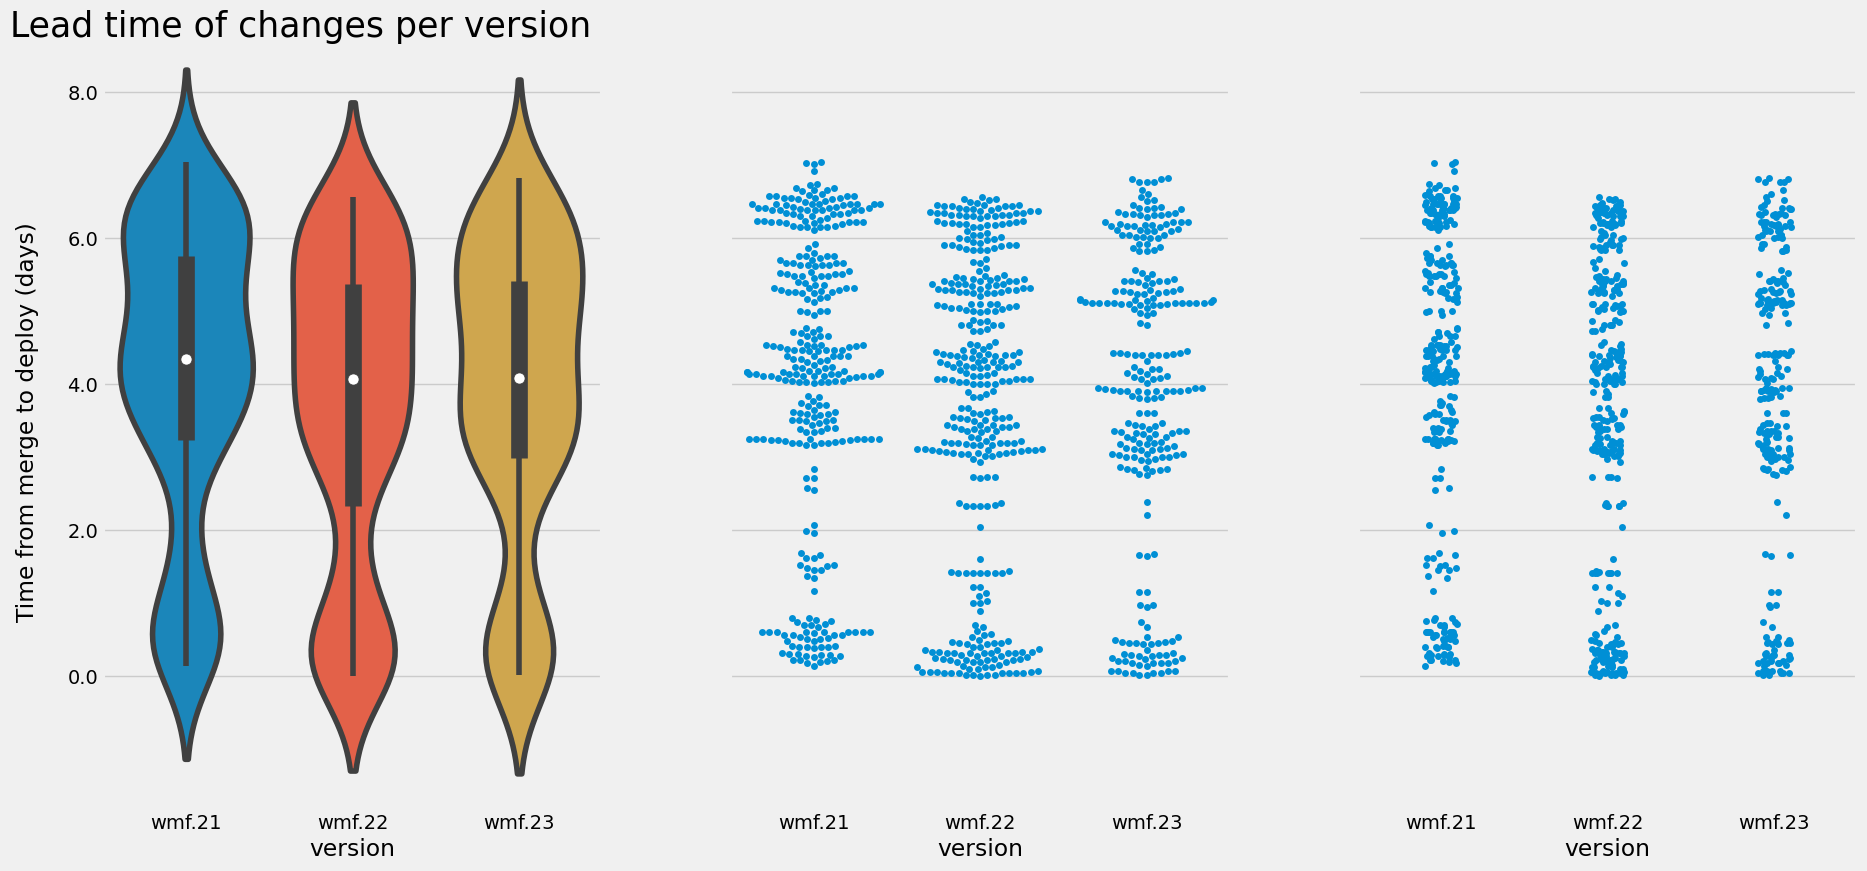 Lead time of changes per version
Time from merge to deploy (days)
8.0
6.0
4.0
2.0
0.0
wmf.21 wmf.22 wmf.23
version
wmf.21 wmf.22 wmf.23
version
wmf.21 wmf.22 wmf.23
version